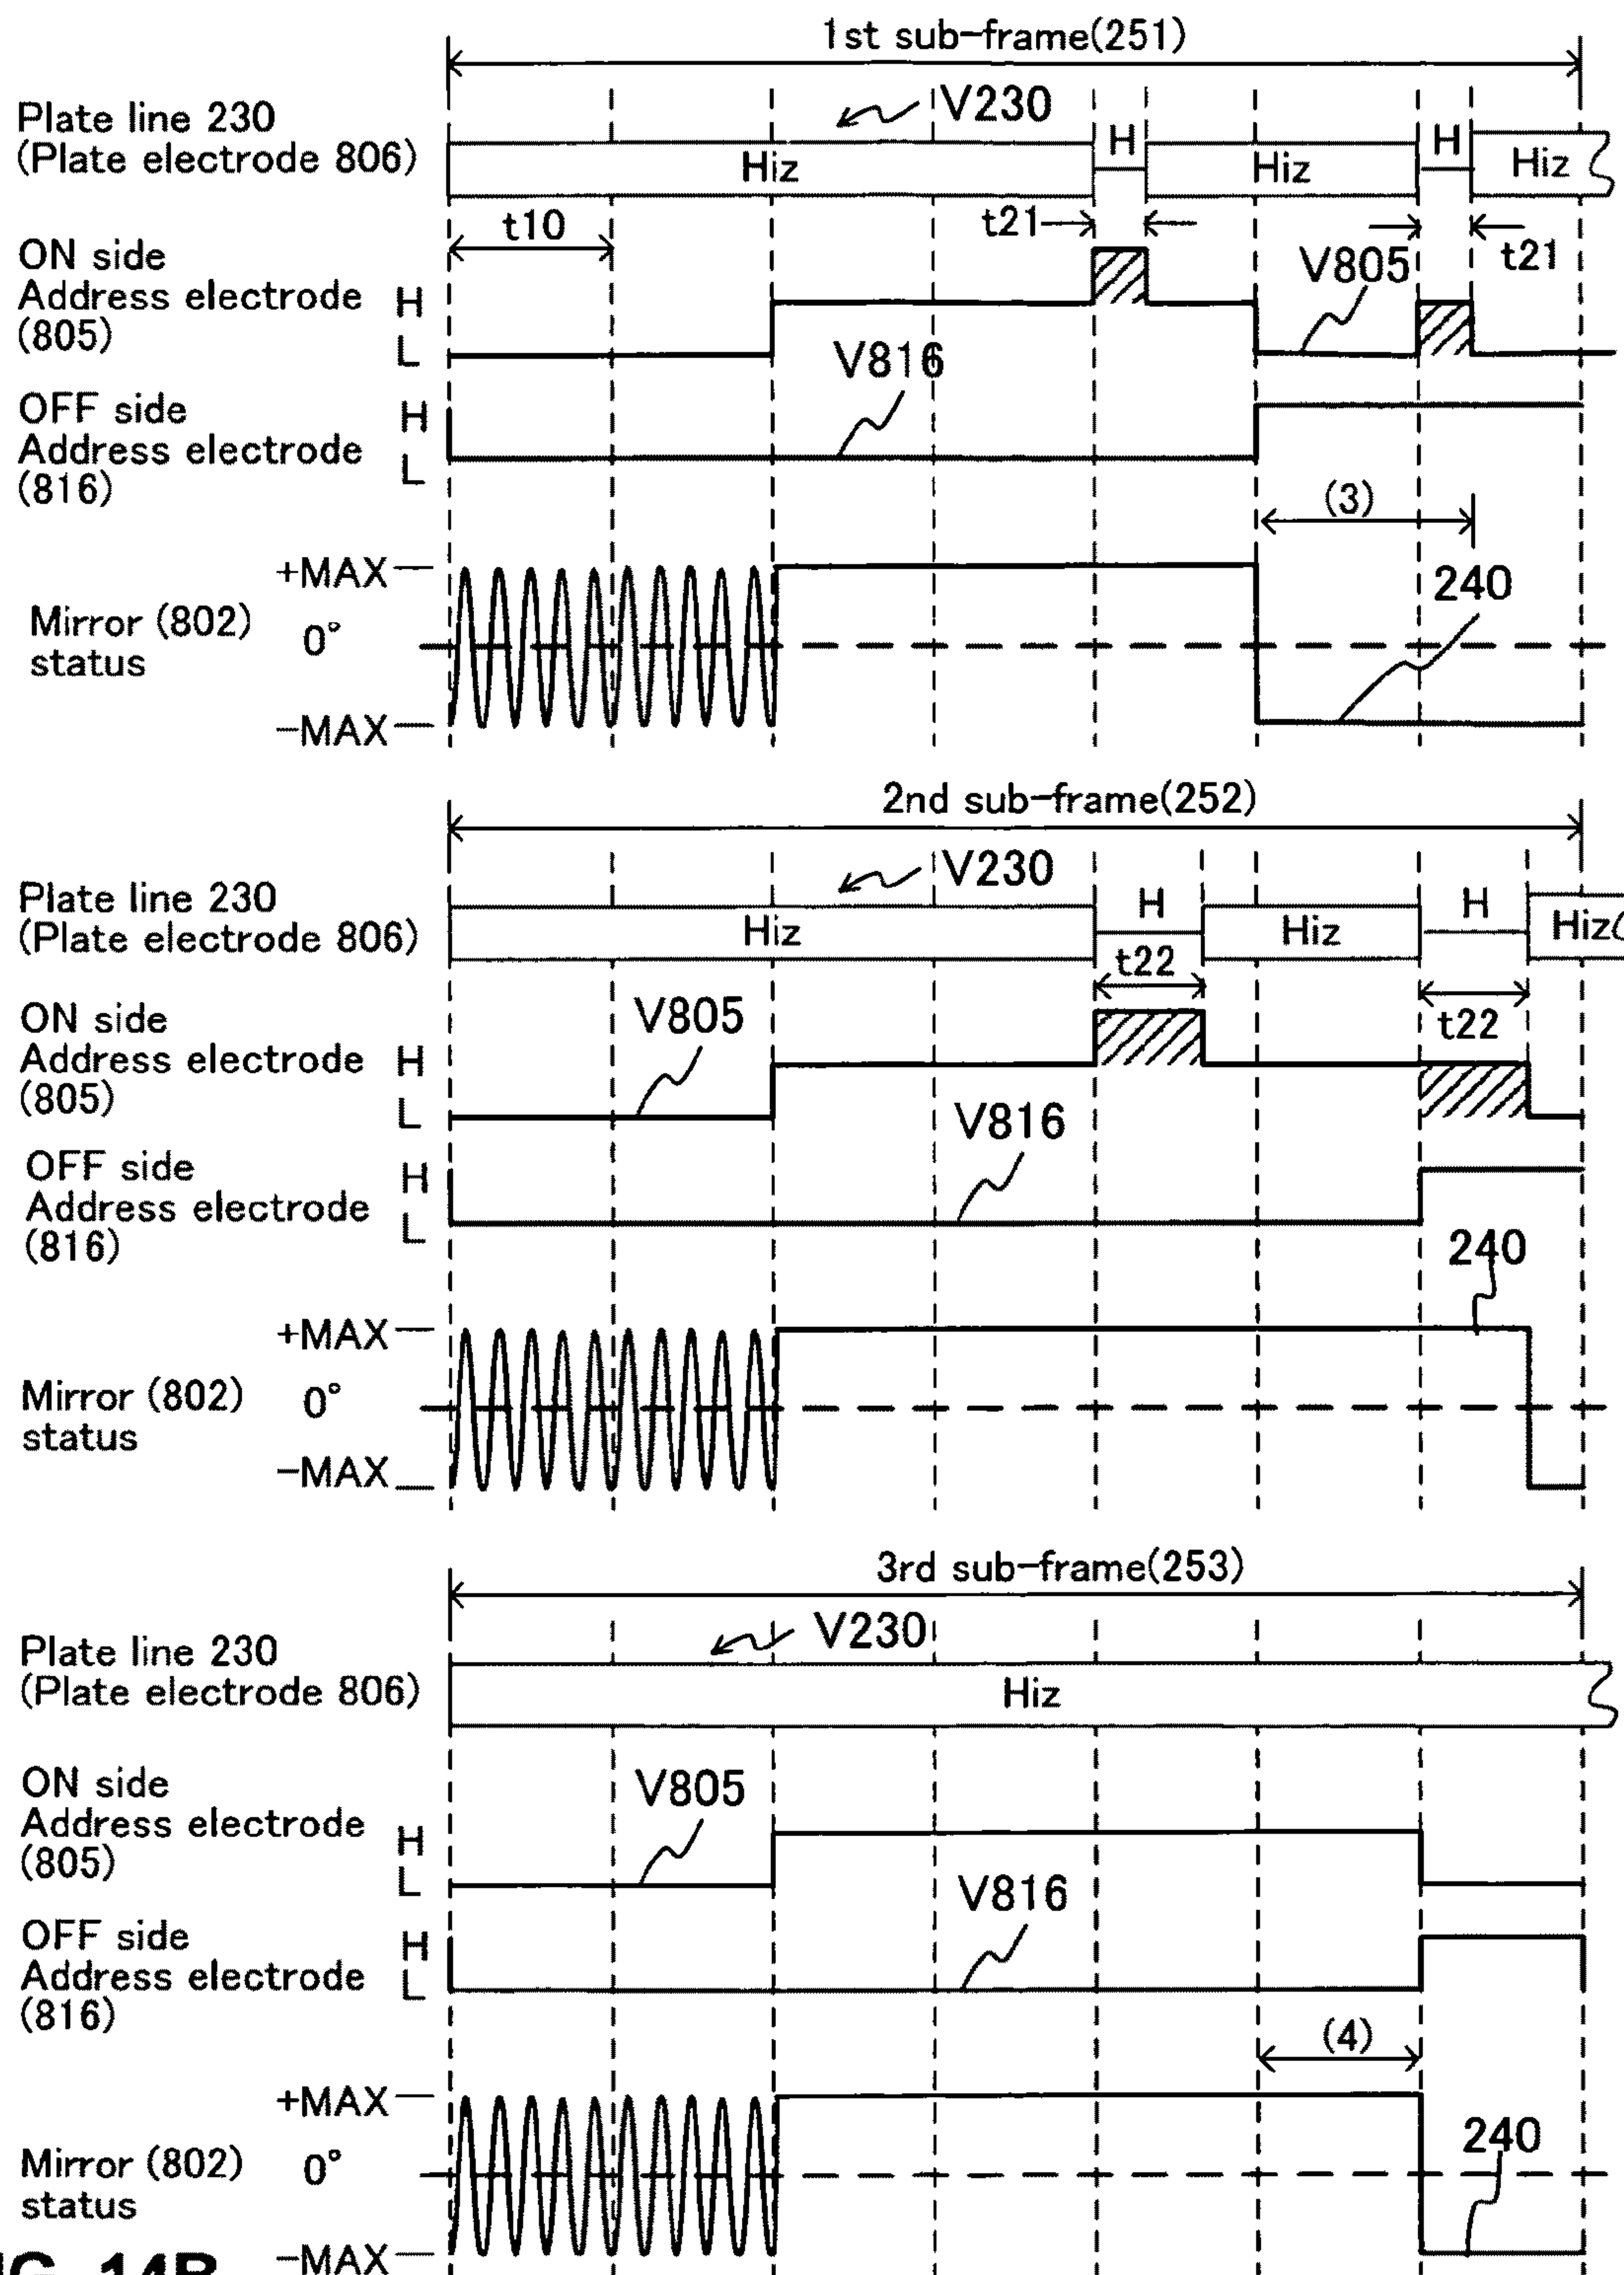 1st sub-frame(251)
Plate line 230
(Plate electrode 806)
V230
Hiz
H
Hiz
H
Hiz
t10
t21
t21
ON side
Address electrode
(805)
H
L
V805
V816
OFF side
Address electrode
(816)
H
L
(3)
+MAX
Mirror (802)
status
0°
-MAX
240
2nd sub-frame(252)
Plate line 230
(Plate electrode 806)
V230
Hiz
H
Hiz
H
Hiz
t22
t22
ON side
Address electrode
(805)
H
L
V805
V816
OFF side
Address electrode
(816)
H
L
240
+MAX
Mirror (802)
status
0°
-MAX
3rd sub-frame(253)
Plate line 230
(Plate electrode 806)
V230
Hiz
ON side
Address electrode
(805)
H
L
V805
V816
OFF side
Address electrode
(816)
H
L
(4)
+MAX
Mirror (802)
status
0°
-MAX
240